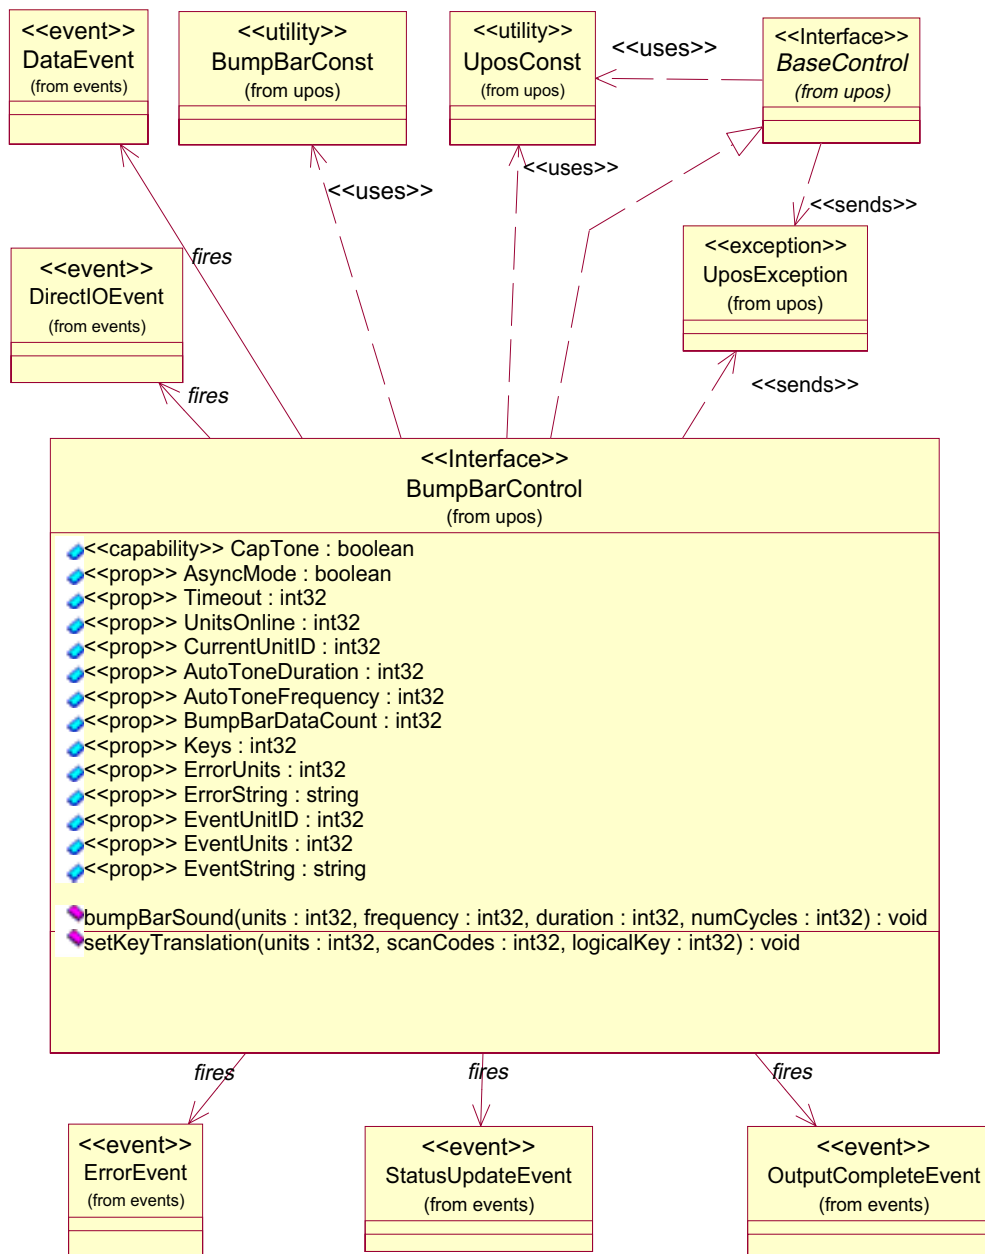 <<event>>
DataEvent
(from events)
<<utility>>
BumpBarConst
(from upos)
<<utility>>
UposConst
(from upos)
<<uses>>
<<Interface>>
BaseControl
(from upos)
<<uses>>
<<uses>>
<<sends>>
fires
<<event>>
DirectIOEvent
(from events)
<<exception>>
UposException
(from upos)
fires
<<sends>>
<<Interface>>
BumpBarControl
(from upos)
<<capability>> CapTone : boolean
<<prop>> AsyncMode : boolean
<<prop>> Timeout : int32
<<prop>> UnitsOnline : int32
<<prop>> CurrentUnitID : int32
<<prop>> AutoToneDuration : int32
<<prop>> AutoToneFrequency : int32
<<prop>> BumpBarDataCount : int32
<<prop>> Keys : int32
<<prop>> ErrorUnits : int32
<<prop>> ErrorString : string
<<prop>> EventUnitID : int32
<<prop>> EventUnits : int32
<<prop>> EventString : string
bumpBarSound(units : int32, frequency : int32, duration : int32, numCycles : int32) : void
setKeyTranslation(units : int32, scanCodes : int32, logicalKey : int32) : void
fires
fires
fires
<<event>>
ErrorEvent
(from events)
<<event>>
StatusUpdateEvent
(from events)
<<event>>
OutputCompleteEvent
(from events)